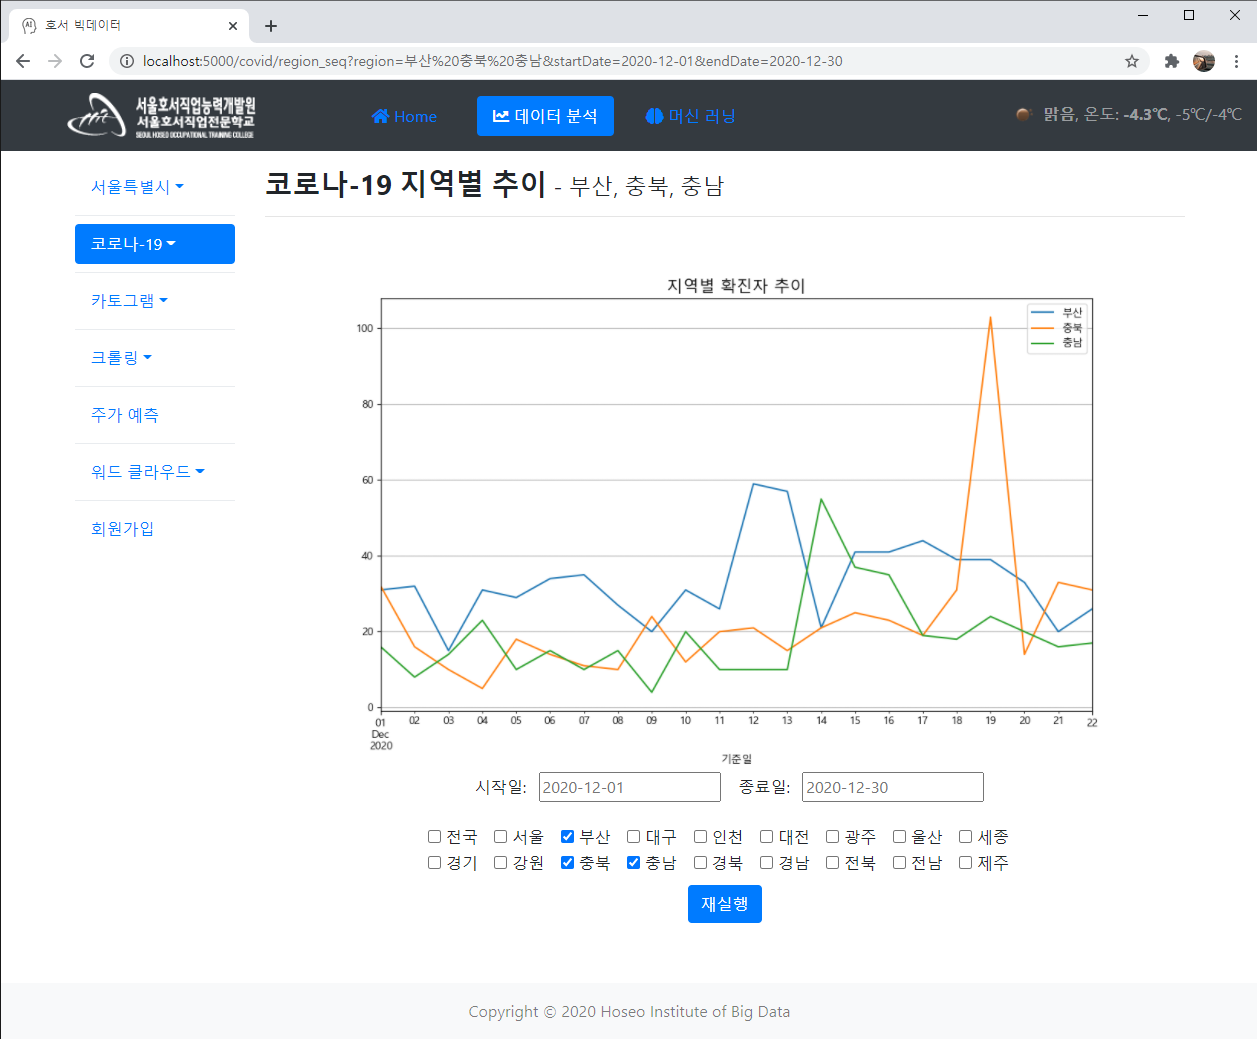 호서 빅데이터
localhost:5000/covid/region_seq?region=부산%20충북%20충남&startDate=2020-12-01&endDate=2020-12-30
서울호서직업능력개발원
서울호서직업전문학교
SEOUL HOSEO OCCUPATIONAL TRAINING COLLEGE
Home 데이터 분석 머신 러닝
맑음, 온도: -4.3℃, -5℃/-4℃
서울특별시
코로나-19
카토그램
크롤링
주가 예측
워드 클라우드
회원가입
코로나-19 지역별 추이 - 부산, 충북, 충남
지역별 확진자 추이
부산
충북
충남
100
80
60
40
20
0
01 02 03 04 05 06 07 08 09 10 11 12 13 14 15 16 17 18 19 20 21 22
Dec
2020
기준일
시작일: 2020-12-01 종료일: 2020-12-30
전국 서울 부산 대구 인천 대전 광주 울산 세종
경기 강원 충북 충남 경북 경남 전북 전남 제주
재실행
Copyright © 2020 Hoseo Institute of Big Data